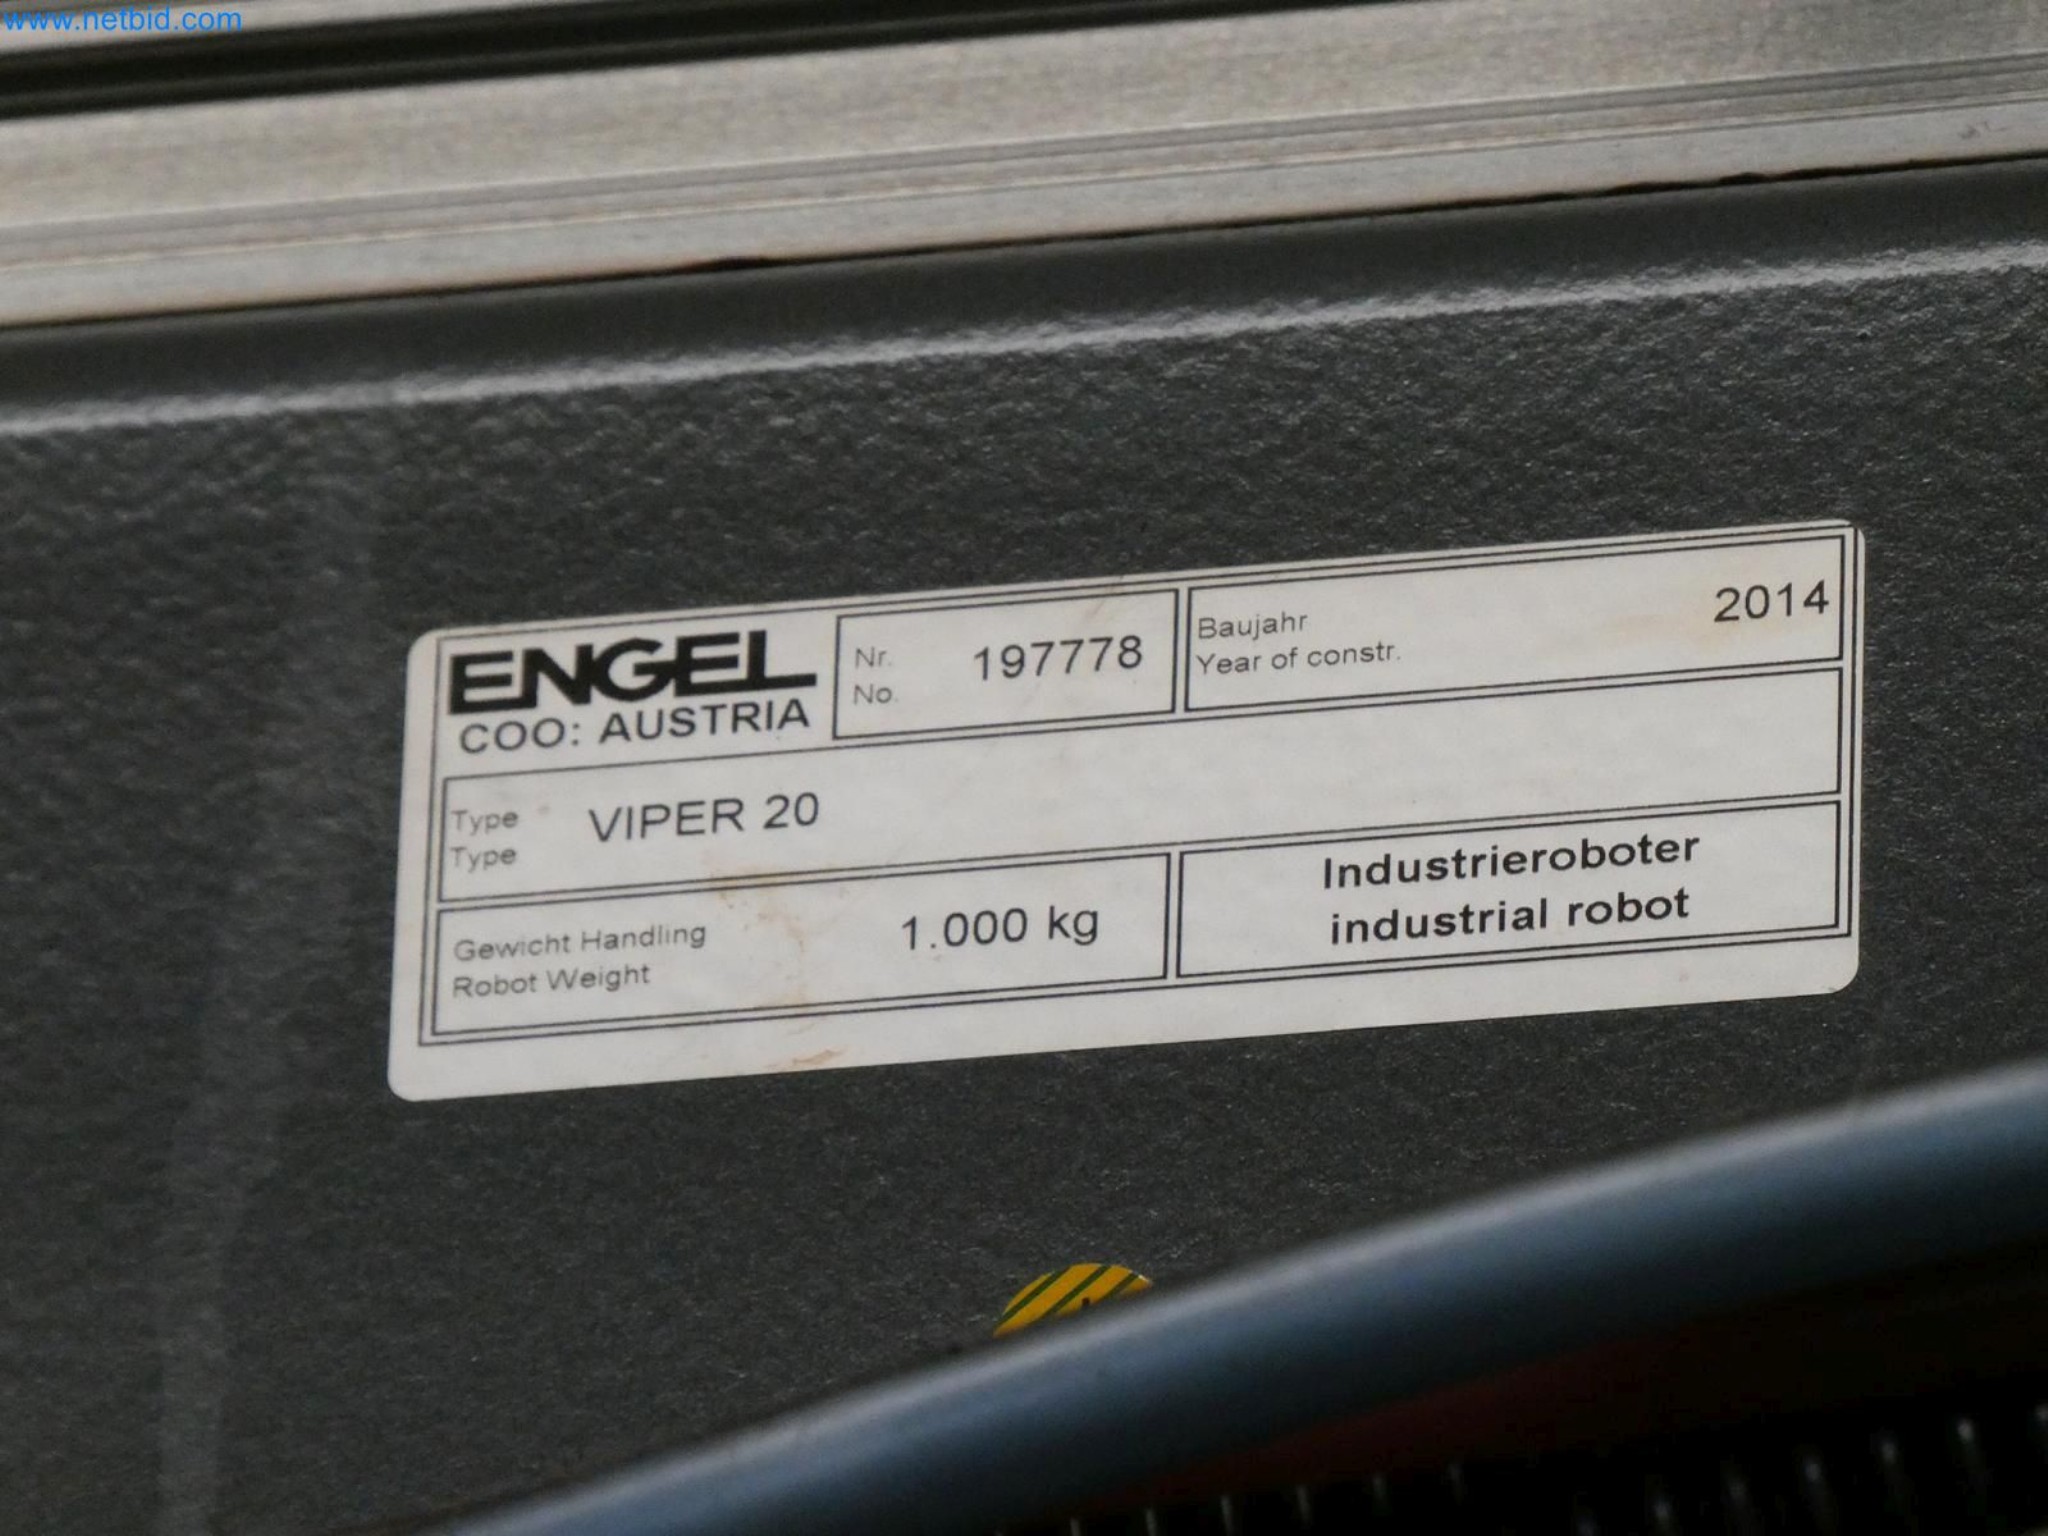 www.netbid.com
ENGEL
COO: AUSTRIA
Nr.
No.
197778
Baujahr
Year of constr.
2014
Type
Type
VIPER 20
Gewicht Handling
Robot Weight
1.000 kg
Industrieroboter
industrial robot